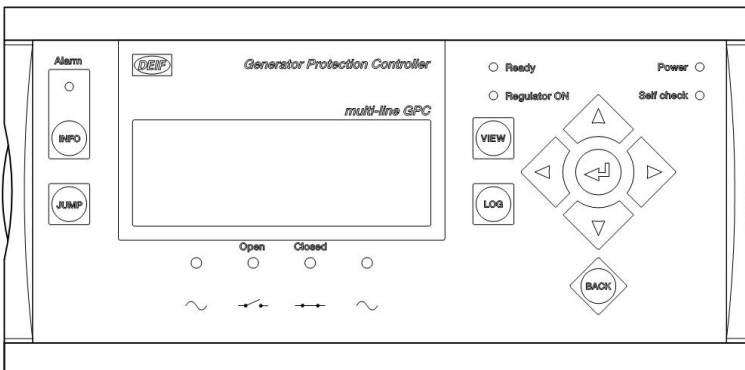 Alarm
DEIF
Generator Protection Controller
Ready
Power
Regulator ON
Self check
multi-line GPC
INFO
VIEW
JUMP
LOG
Open
Closed
BACK